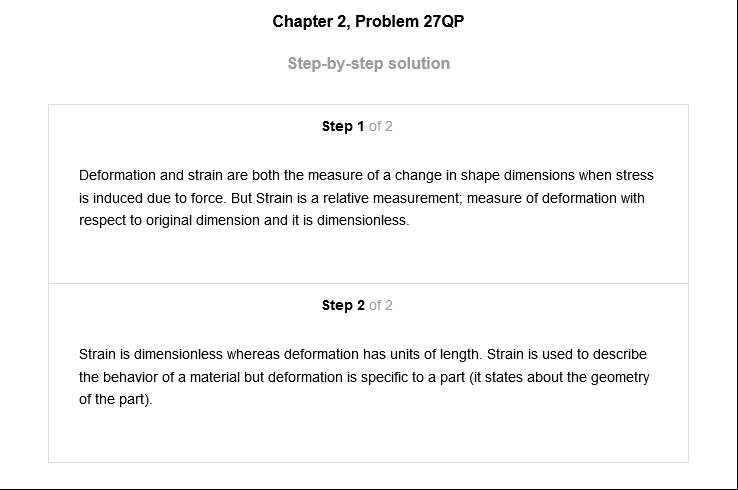 Chapter 2, Problem 27QP
Step-by-step solution
Step 1 of 2
Deformation and strain are both the measure of a change in shape dimensions when stress
is induced due to force. But Strain is a relative measurement; measure of deformation with
respect to original dimension and it is dimensionless.
Step 2 of 2
Strain is dimensionless whereas deformation has units of length. Strain is used to describe
the behavior of a material but deformation is specific to a part (it states about the geometry
of the part).